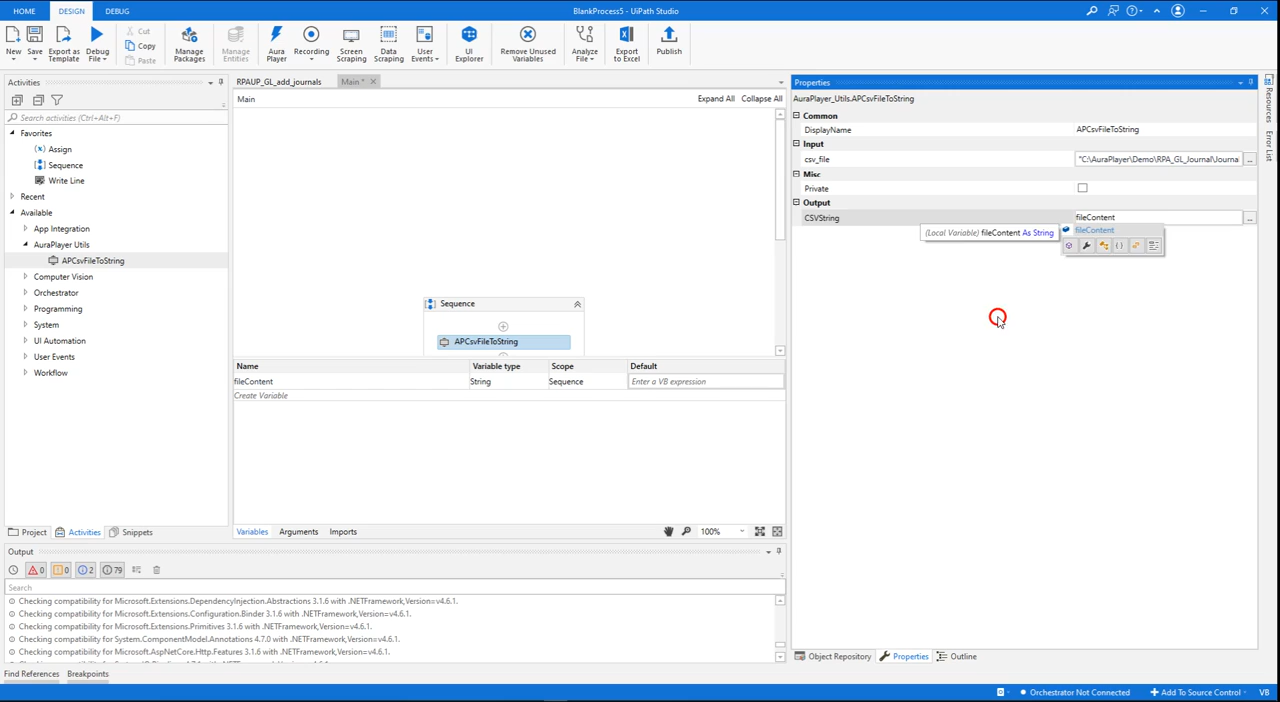 HOME DESIGN DEBUG BlankProcess5 - UiPath Studio
New Save Export as Template Debug File Cut Copy Paste Manage Packages Manage Entities Aura Player Recording Screen Scraping Data Scraping User Events UI Explorer Remove Unused Variables Analyze File Export to Excel Publish
Activities
Search activities (Ctrl+Alt+F)
Favorites
Assign
Sequence
Write Line
Recent
Available
App Integration
AuraPlayer Utils
APCsvFileToString
Computer Vision
Orchestrator
Programming
System
UI Automation
User Events
Workflow
Project Activities Snippets
RPAUP_GL_add_journals Main *
Main Expand All Collapse All
Sequence
APCsvFileToString
Name Variable type Scope Default
fileContent String Sequence Enter a VB expression
Create Variable
Variables Arguments Imports 100%
Properties
AuraPlayer_Utils.APCsvFileToString
Common
DisplayName APCsvFileToString
Input
csv_file "C:\AuraPlayer\Demo\RPA_GL_Journal\Journa ...
Misc
Private
Output
CSVString fileContent ...
(Local Variable) fileContent As String fileContent
Object Repository Properties Outline
Resources
Error List
Output
0 0 2 79
Search
Checking compatibility for Microsoft.Extensions.DependencyInjection.Abstractions 3.1.6 with .NETFramework,Version=v4.6.1.
Checking compatibility for Microsoft.Extensions.Configuration.Binder 3.1.6 with .NETFramework,Version=v4.6.1.
Checking compatibility for Microsoft.Extensions.Primitives 3.1.6 with .NETFramework,Version=v4.6.1.
Checking compatibility for System.ComponentModel.Annotations 4.7.0 with .NETFramework,Version=v4.6.1.
Checking compatibility for Microsoft.AspNetCore.Http.Features 3.1.6 with .NETFramework,Version=v4.6.1.
Find References Breakpoints
Orchestrator Not Connected Add To Source Control VB